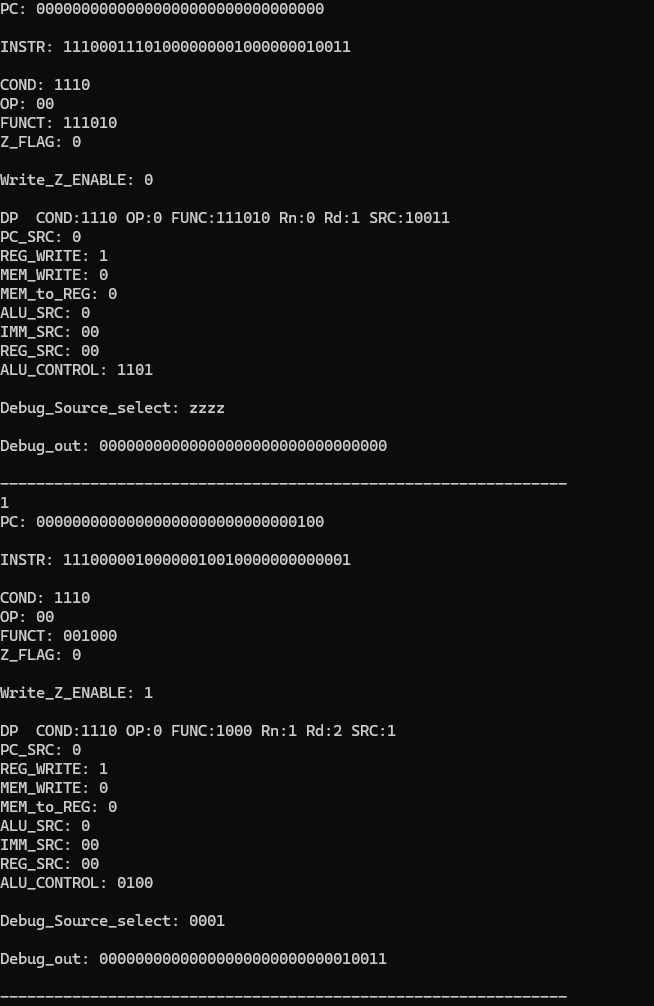 PC: 00000000000000000000000000000000
INSTR: 11100011101000000001000000010011
COND: 1110
OP: 00
FUNCT: 111010
Z_FLAG: 0
Write_Z_ENABLE: 0
DP  COND:1110 OP:0 FUNC:111010 Rn:0 Rd:1 SRC:10011
PC_SRC: 0
REG_WRITE: 1
MEM_WRITE: 0
MEM_to_REG: 0
ALU_SRC: 0
IMM_SRC: 00
REG_SRC: 00
ALU_CONTROL: 1101
Debug_Source_select: zzzz
Debug_out: 00000000000000000000000000000000
---------------------------------------------------------------
1
PC: 00000000000000000000000000000100
INSTR: 11100000100000010010000000000001
COND: 1110
OP: 00
FUNCT: 001000
Z_FLAG: 0
Write_Z_ENABLE: 1
DP  COND:1110 OP:0 FUNC:1000 Rn:1 Rd:2 SRC:1
PC_SRC: 0
REG_WRITE: 1
MEM_WRITE: 0
MEM_to_REG: 0
ALU_SRC: 0
IMM_SRC: 00
REG_SRC: 00
ALU_CONTROL: 0100
Debug_Source_select: 0001
Debug_out: 00000000000000000000000000010011
---------------------------------------------------------------